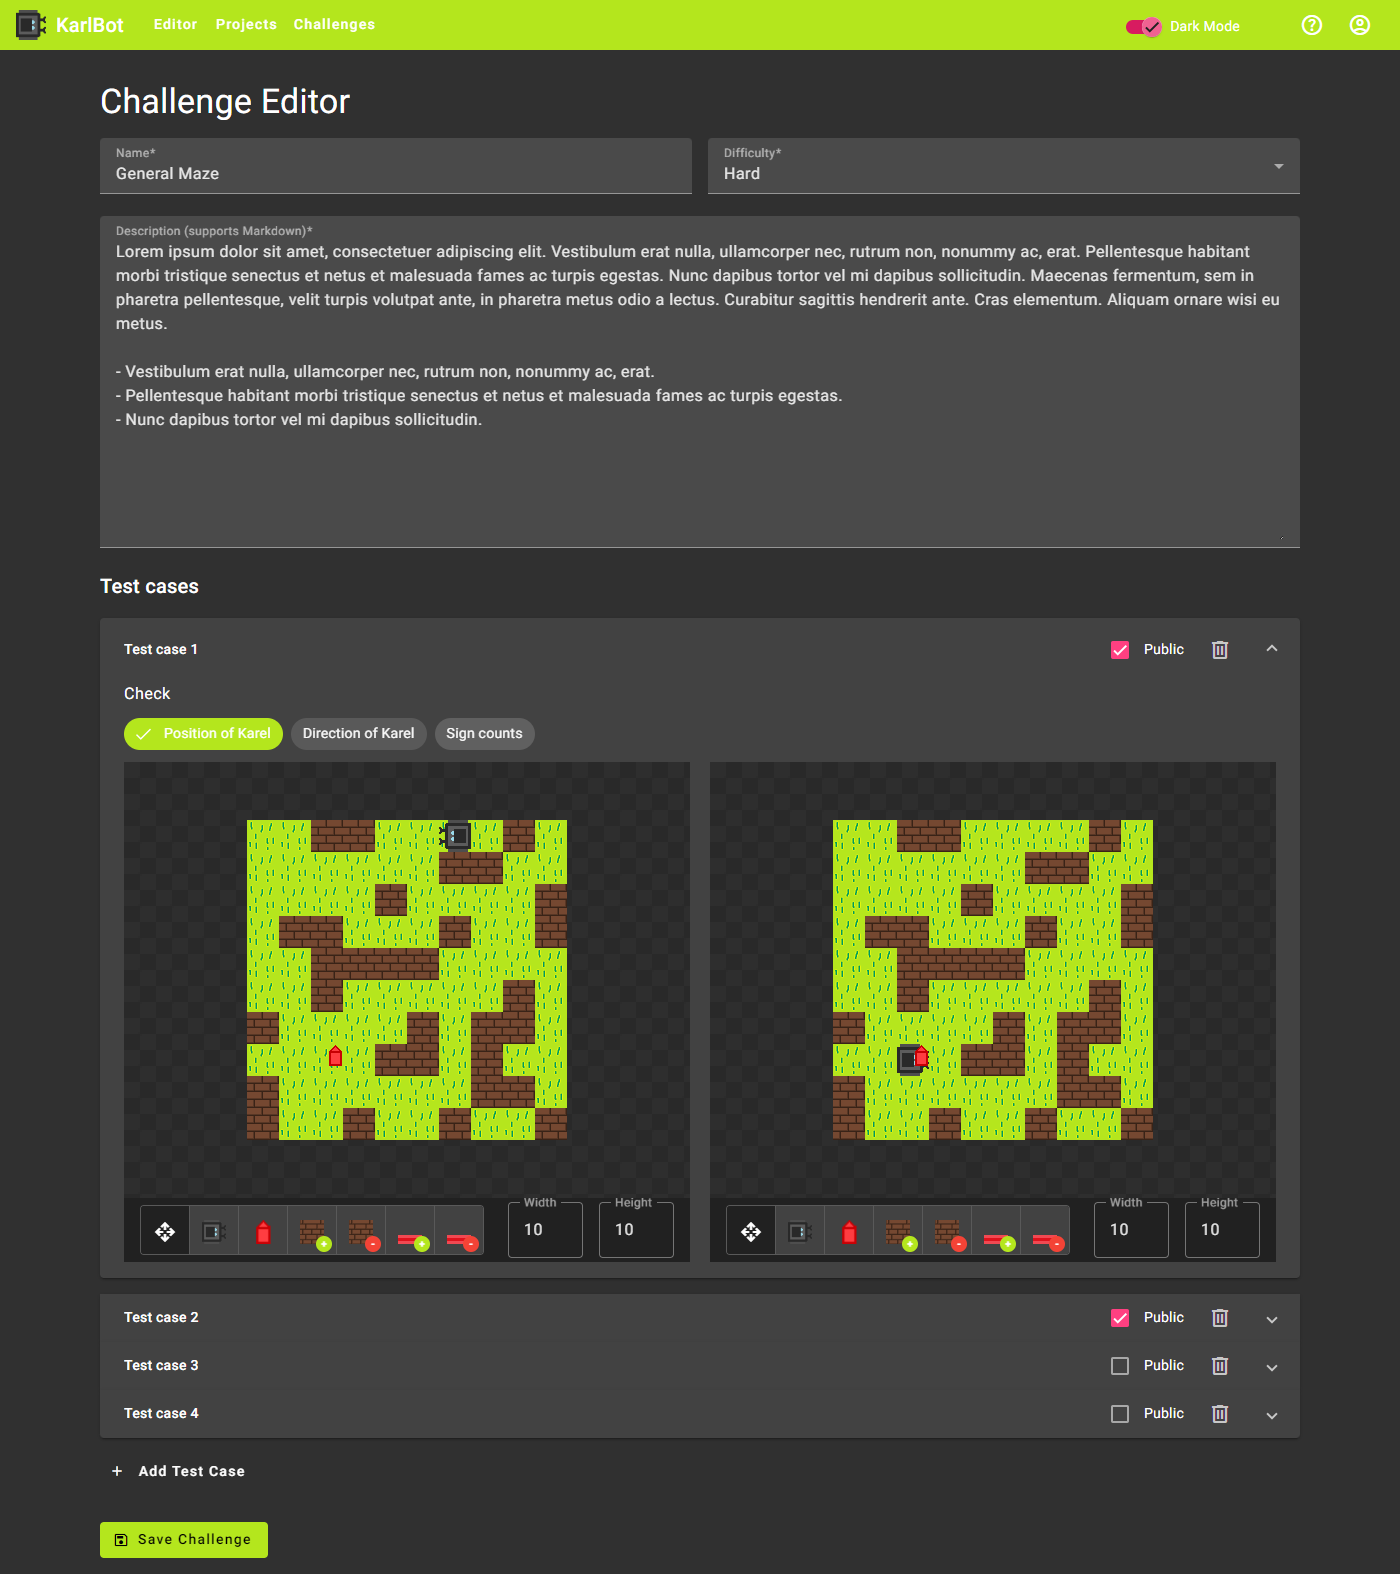 KarlBot Editor Projects Challenges Dark Mode
Challenge Editor
Name* Difficulty*
General Maze Hard
Description (supports Markdown)*
Lorem ipsum dolor sit amet, consectetuer adipiscing elit. Vestibulum erat nulla, ullamcorper nec, rutrum non, nonummy ac, erat. Pellentesque habitant
morbi tristique senectus et netus et malesuada fames ac turpis egestas. Nunc dapibus tortor vel mi dapibus sollicitudin. Maecenas fermentum, sem in
pharetra pellentesque, velit turpis volutpat ante, in pharetra metus odio a lectus. Curabitur sagittis hendrerit ante. Cras elementum. Aliquam ornare wisi eu
metus.
- Vestibulum erat nulla, ullamcorper nec, rutrum non, nonummy ac, erat.
- Pellentesque habitant morbi tristique senectus et netus et malesuada fames ac turpis egestas.
- Nunc dapibus tortor vel mi dapibus sollicitudin.
Test cases
Test case 1 Public
Check
Position of Karel Direction of Karel Sign counts
Width Height Width Height
10 10 10 10
Test case 2 Public
Test case 3 Public
Test case 4 Public
+ Add Test Case
Save Challenge